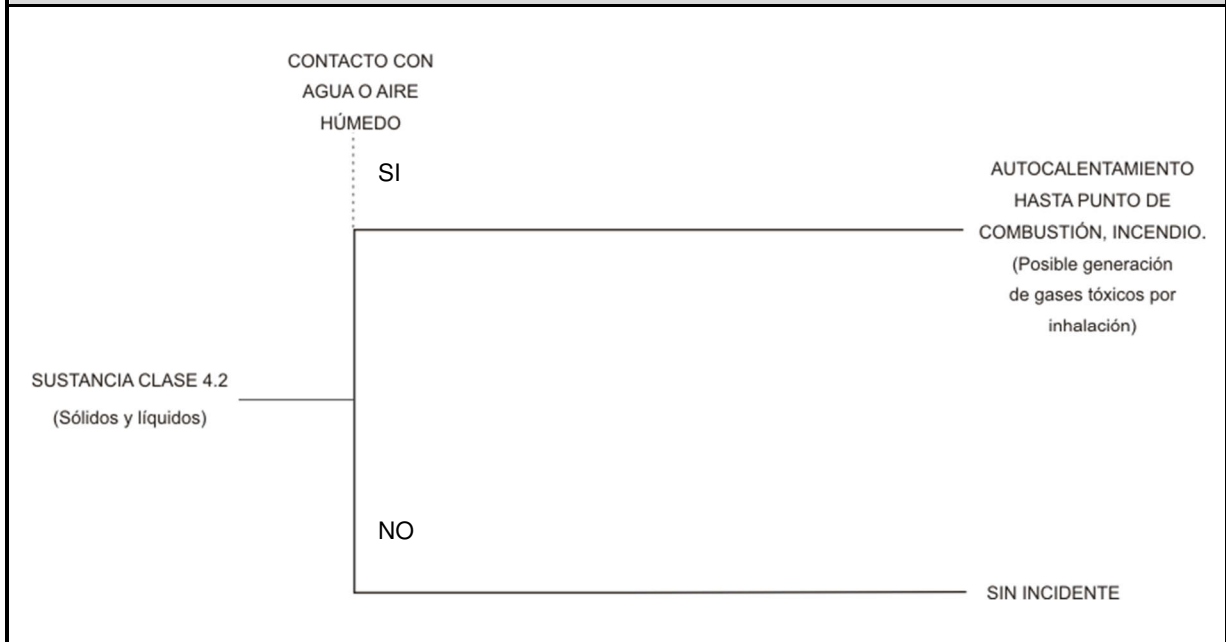 CONTACTO CON
AGUA O AIRE
HÚMEDO
SI
AUTOCALENTAMIENTO
HASTA PUNTO DE
COMBUSTIÓN, INCENDIO.
(Posible generación
de gases tóxicos por
inhalación)
SUSTANCIA CLASE 4.2
(Sólidos y líquidos)
NO
SIN INCIDENTE